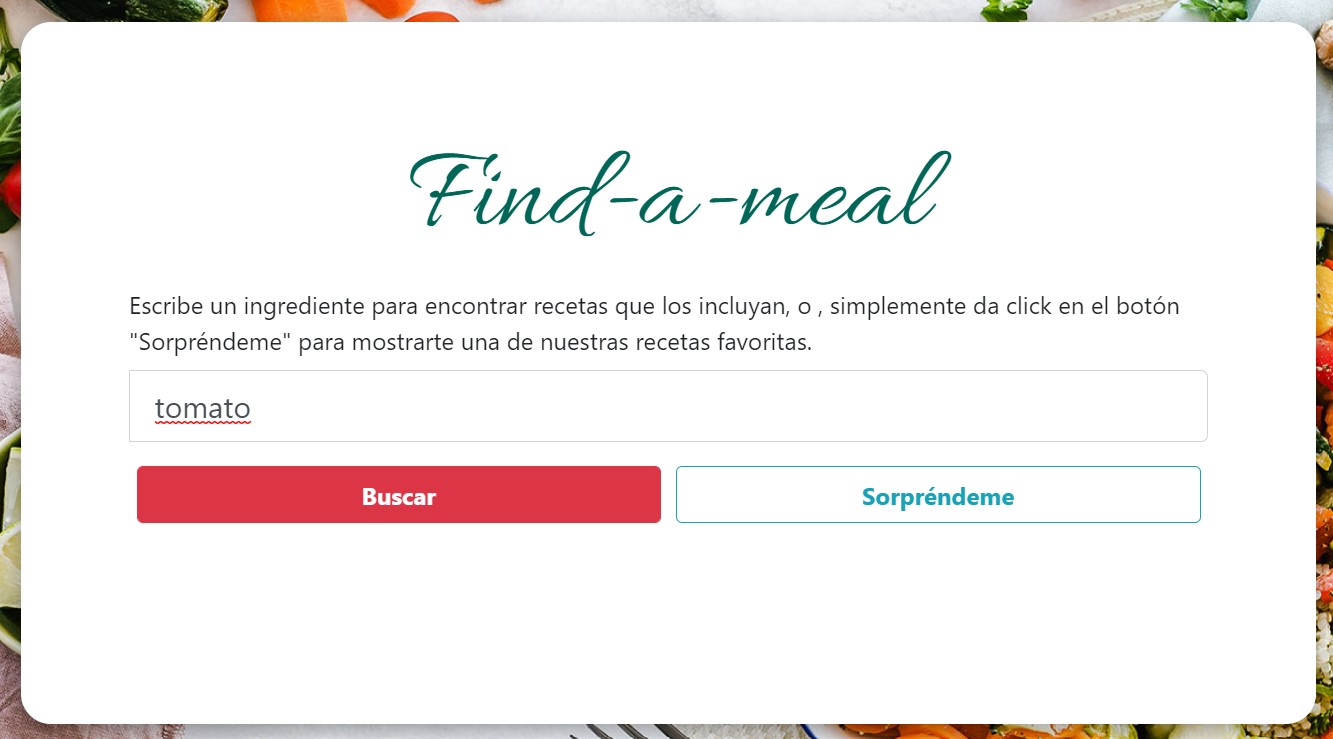 Find-a-meal
Escribe un ingrediente para encontrar recetas que los incluyan, o , simplemente da click en el botón
"Sorpréndeme" para mostrarte una de nuestras recetas favoritas.
tomato
Buscar
Sorpréndeme